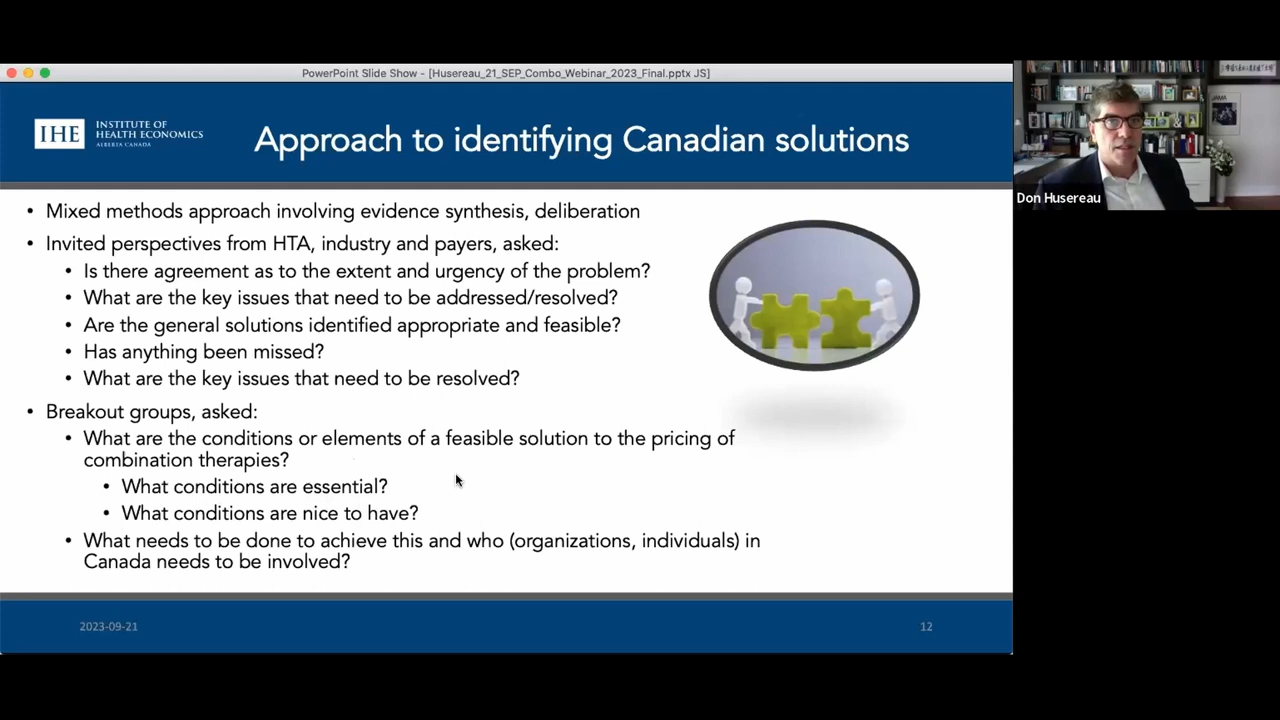 PowerPoint Slide Show - [Husereau_21_SEP_Combo_Webinar_2023_Final.pptx JS]
IHE
INSTITUTE OF
HEALTH ECONOMICS
ALBERTA CANADA
Approach to identifying Canadian solutions
• Mixed methods approach involving evidence synthesis, deliberation
• Invited perspectives from HTA, industry and payers, asked:
• Is there agreement as to the extent and urgency of the problem?
• What are the key issues that need to be addressed/resolved?
• Are the general solutions identified appropriate and feasible?
• Has anything been missed?
• What are the key issues that need to be resolved?
• Breakout groups, asked:
• What are the conditions or elements of a feasible solution to the pricing of
combination therapies?
• What conditions are essential?
• What conditions are nice to have?
• What needs to be done to achieve this and who (organizations, individuals) in
Canada needs to be involved?
2023-09-21
12
JAMA
Don Husereau